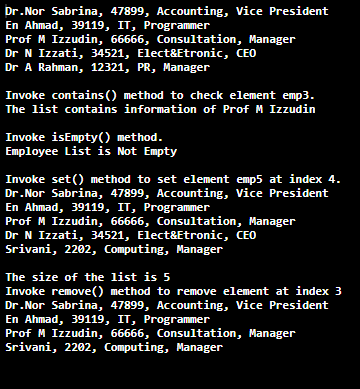 Dr.Nor Sabrina, 47899, Accounting, Vice President
En Ahmad, 39119, IT, Programmer
Prof M Izzudin, 66666, Consultation, Manager
Dr N Izzati, 34521, Elect&Etronic, CEO
Dr A Rahman, 12321, PR, Manager
Invoke contains() method to check element emp3.
The list contains information of Prof M Izzudin
Invoke isEmpty() method.
Employee List is Not Empty
Invoke set() method to set element emp5 at index 4.
Dr.Nor Sabrina, 47899, Accounting, Vice President
En Ahmad, 39119, IT, Programmer
Prof M Izzudin, 66666, Consultation, Manager
Dr N Izzati, 34521, Elect&Etronic, CEO
Srivani, 2202, Computing, Manager
The size of the list is 5
Invoke remove() method to remove element at index 3
Dr.Nor Sabrina, 47899, Accounting, Vice President
En Ahmad, 39119, IT, Programmer
Prof M Izzudin, 66666, Consultation, Manager
Srivani, 2202, Computing, Manager